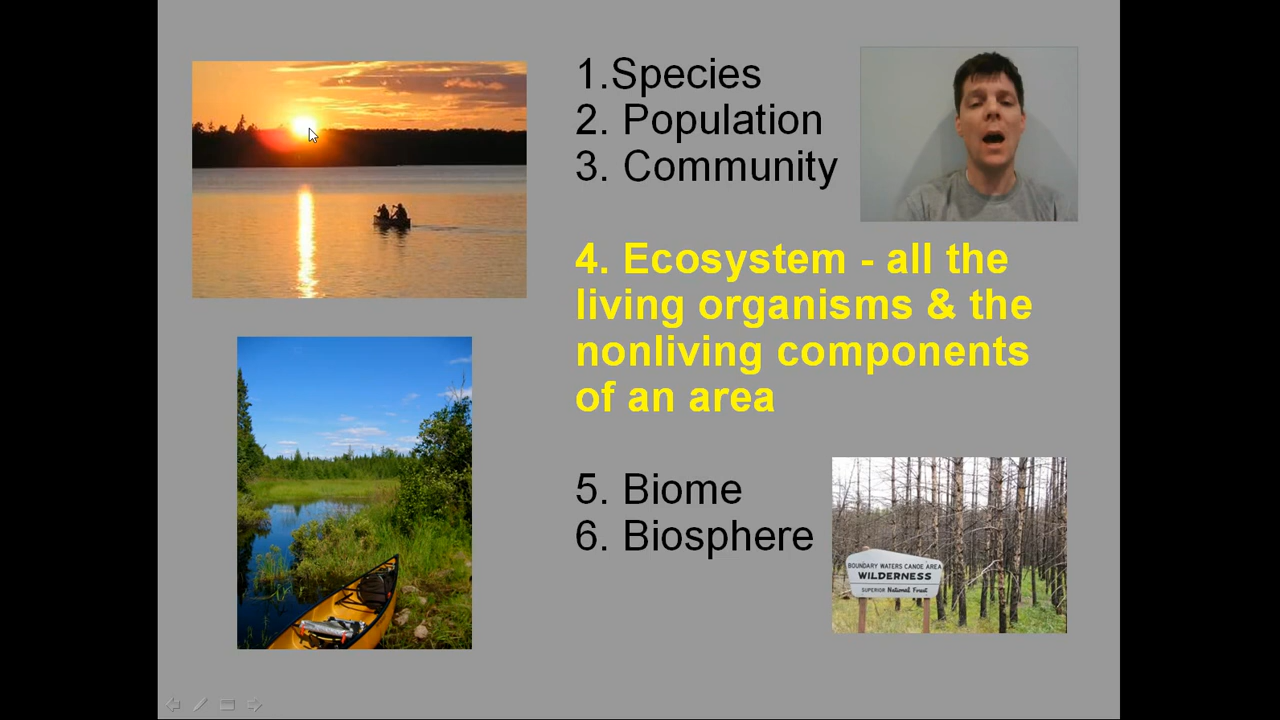 1.Species
2. Population
3. Community
4. Ecosystem - all the
living organisms & the
nonliving components
of an area
5. Biome
6. Biosphere
BOUNDARY WATERS CANOE AREA
WILDERNESS
SUPERIOR National Forest